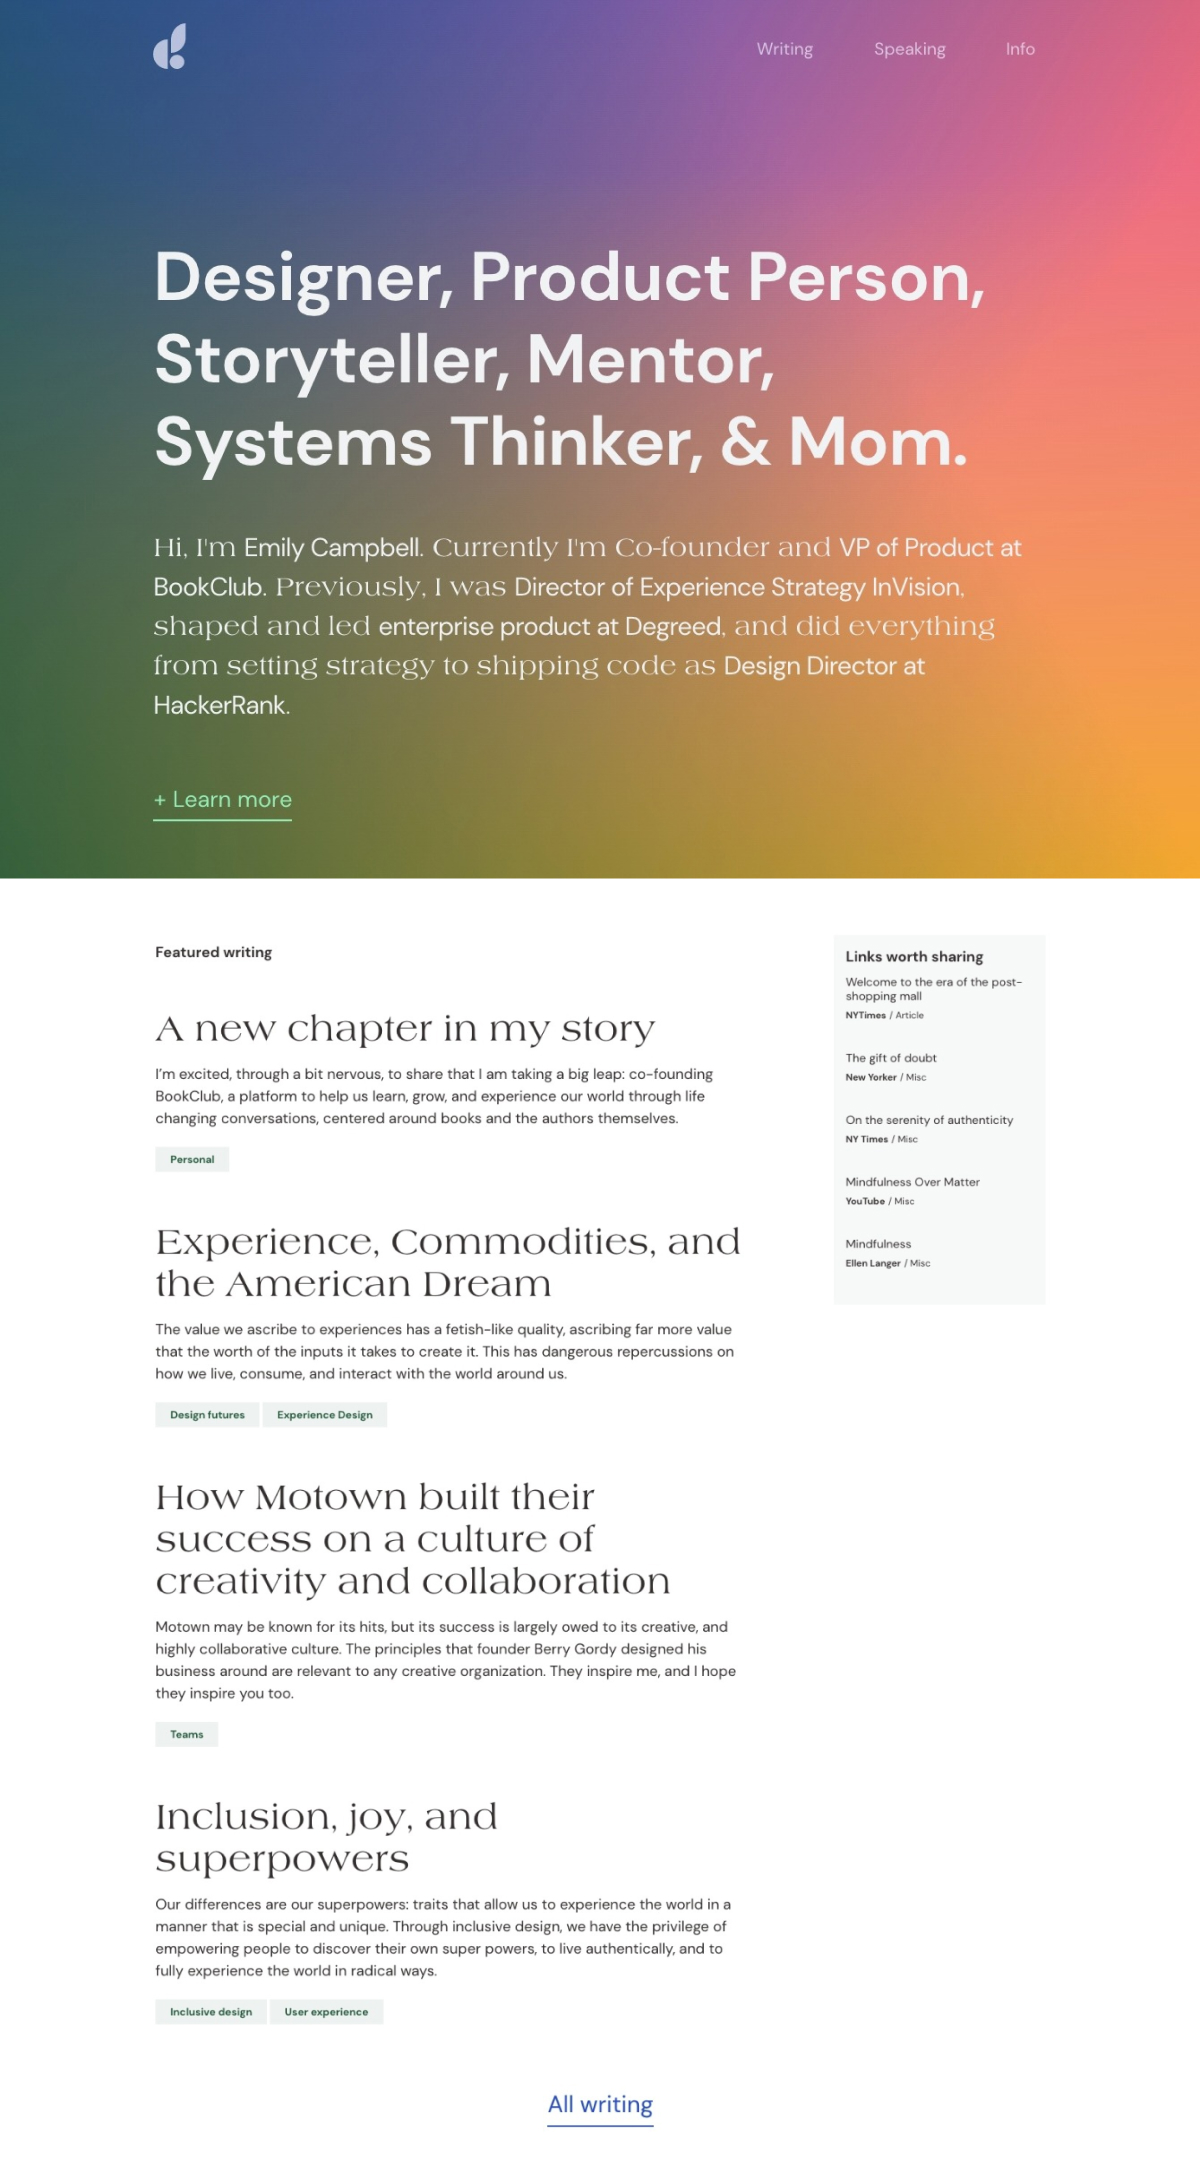 Writing Speaking Info
Designer, Product Person,
Storyteller, Mentor,
Systems Thinker, & Mom.
Hi, I'm Emily Campbell. Currently I'm Co-founder and VP of Product at
BookClub. Previously, I was Director of Experience Strategy InVision,
shaped and led enterprise product at Degreed, and did everything
from setting strategy to shipping code as Design Director at
HackerRank.
+ Learn more
Featured writing
A new chapter in my story
I’m excited, through a bit nervous, to share that I am taking a big leap: co-founding
BookClub, a platform to help us learn, grow, and experience our world through life
changing conversations, centered around books and the authors themselves.
Personal
Experience, Commodities, and
the American Dream
The value we ascribe to experiences has a fetish-like quality, ascribing far more value
that the worth of the inputs it takes to create it. This has dangerous repercussions on
how we live, consume, and interact with the world around us.
Design futures Experience Design
How Motown built their
success on a culture of
creativity and collaboration
Motown may be known for its hits, but its success is largely owed to its creative, and
highly collaborative culture. The principles that founder Berry Gordy designed his
business around are relevant to any creative organization. They inspire me, and I hope
they inspire you too.
Teams
Inclusion, joy, and
superpowers
Our differences are our superpowers: traits that allow us to experience the world in a
manner that is special and unique. Through inclusive design, we have the privilege of
empowering people to discover their own super powers, to live authentically, and to
fully experience the world in radical ways.
Inclusive design User experience
Links worth sharing
Welcome to the era of the post-
shopping mall
NYTimes / Article
The gift of doubt
New Yorker / Misc
On the serenity of authenticity
NY Times / Misc
Mindfulness Over Matter
YouTube / Misc
Mindfulness
Ellen Langer / Misc
All writing